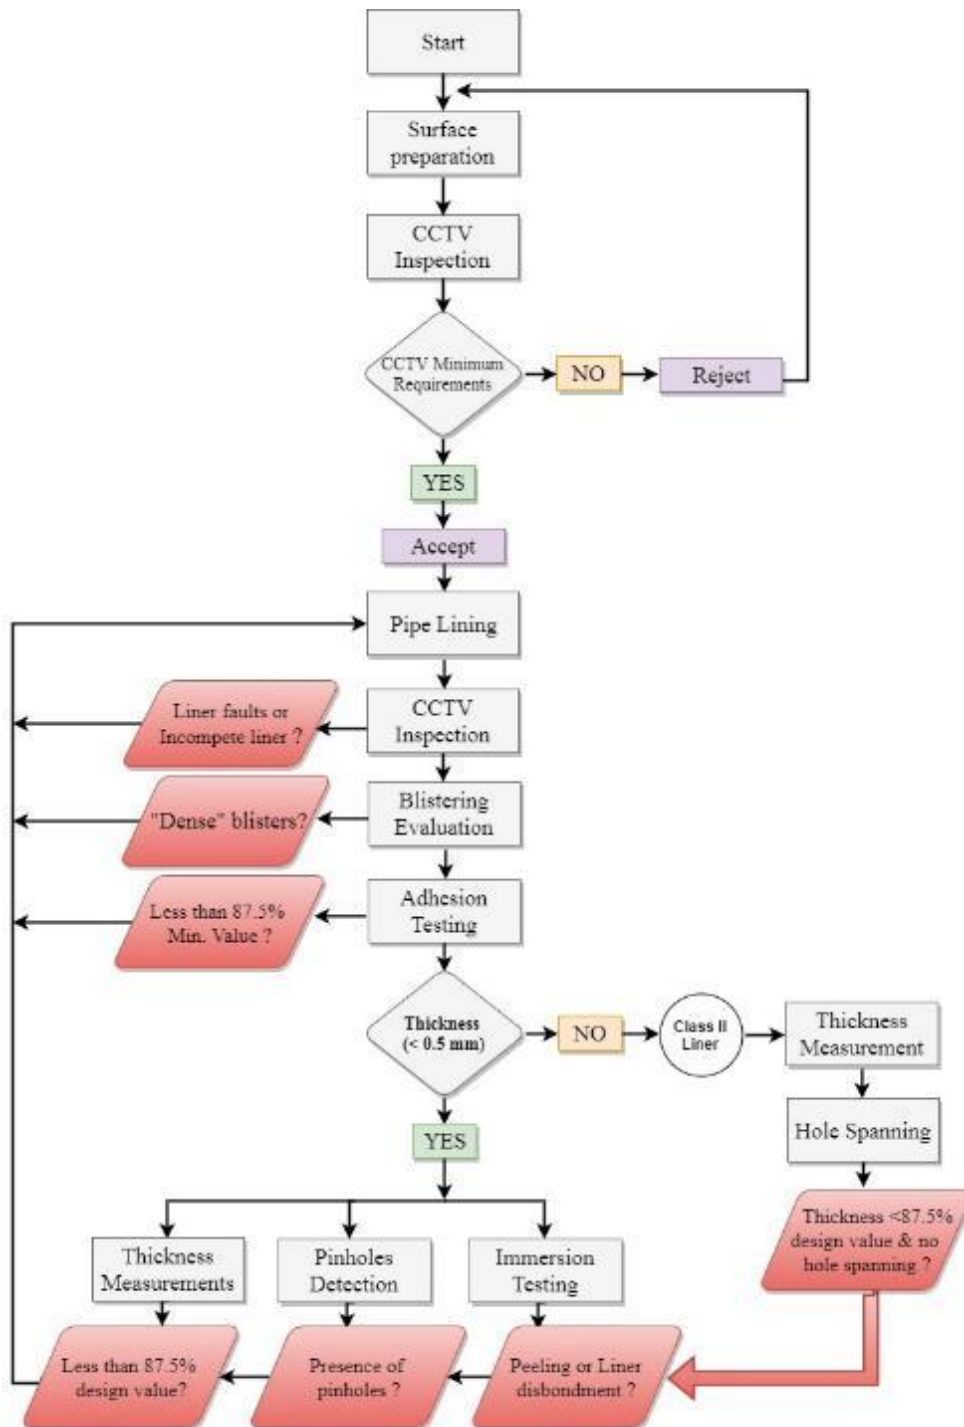 Start
Surface
preparation
CCTV
Inspection
CCTV Minimum
Requirements
NO
Reject
YES
Accept
Pipe Lining
Liner faults or
Incompete liner ?
CCTV
Inspection
"Dense" blisters?
Blistering
Evaluation
Less than 87.5%
Min. Value ?
Adhesion
Testing
Thickness
(< 0.5 mm)
NO
Class II
Liner
Thickness
Measurement
YES
Hole Spanning
Thickness <87.5%
design value & no
hole spanning ?
Thickness
Measurements
Pinholes
Detection
Immersion
Testing
Less than 87.5%
design value?
Presence of
pinholes ?
Peeling or Liner
disbondment ?